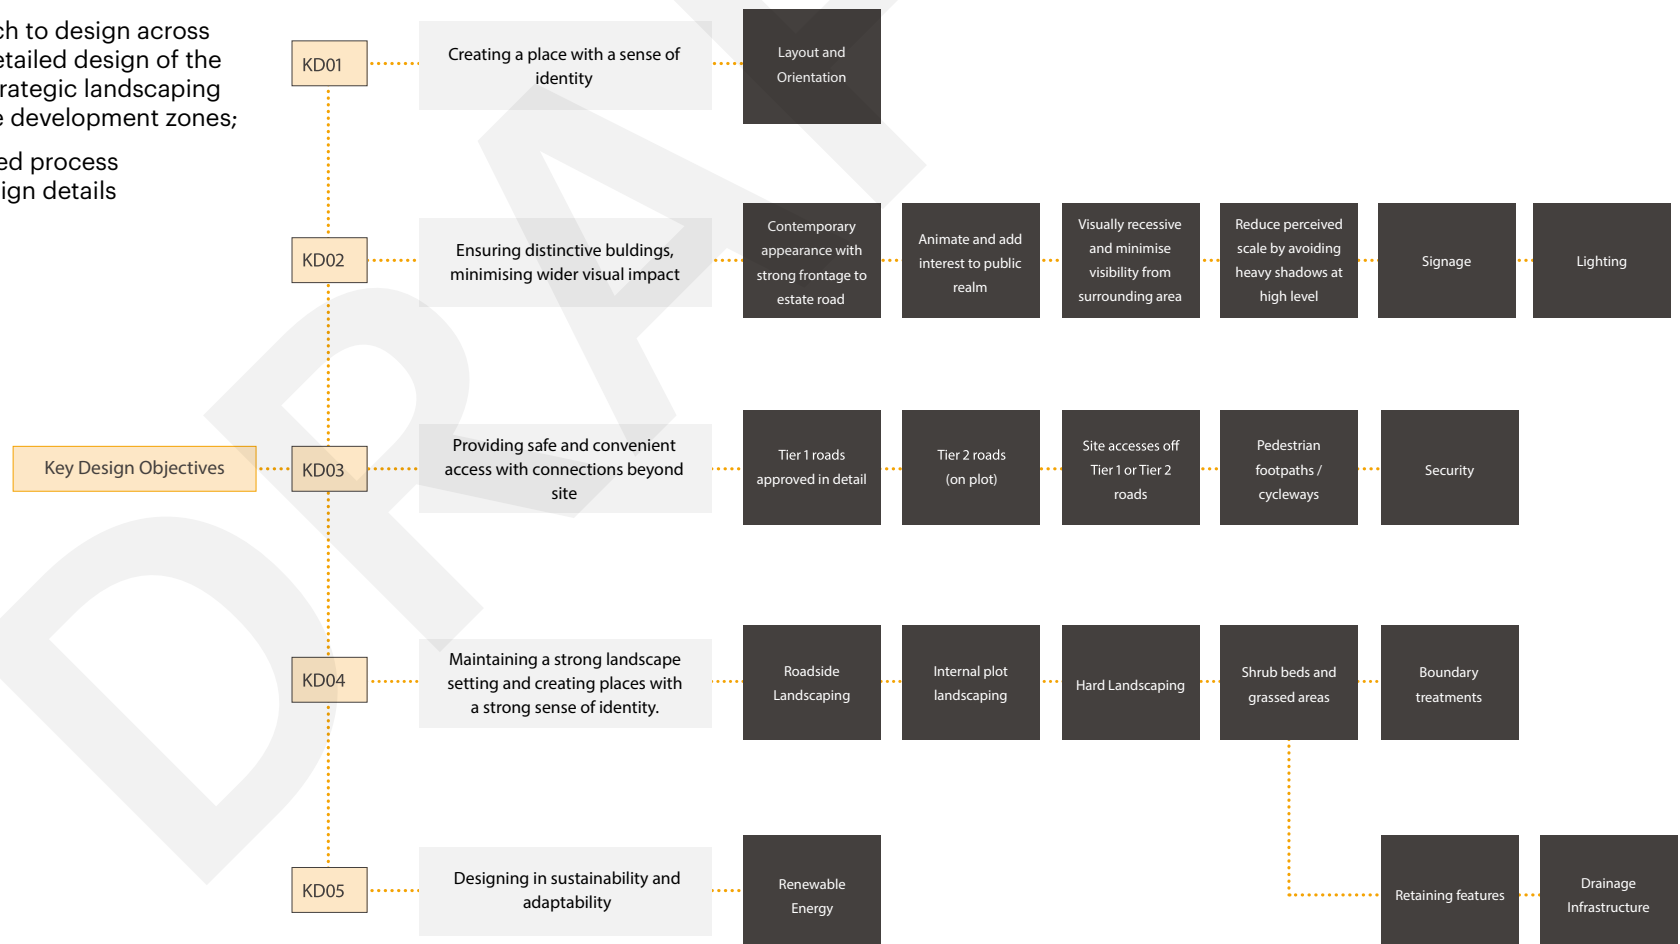 ch to design across
etailed design of the
trategic landscaping
e development zones;
ed process
ign details
KD01
Creating a place with a sense of
identity
Layout and
Orientation
KD02
Ensuring distinctive buldings,
minimising wider visual impact
Contemporary
appearance with
strong frontage to
estate road
Animate and add
interest to public
realm
Visually recessive
and minimise
visibility from
surrounding area
Reduce perceived
scale by avoiding
heavy shadows at
high level
Signage
Lighting
Key Design Objectives
KD03
Providing safe and convenient
access with connections beyond
site
Tier 1 roads
approved in detail
Tier 2 roads
(on plot)
Site accesses off
Tier 1 or Tier 2
roads
Pedestrian
footpaths /
cycleways
Security
KD04
Maintaining a strong landscape
setting and creating places with
a strong sense of identity.
Roadside
Landscaping
Internal plot
landscaping
Hard Landscaping
Shrub beds and
grassed areas
Boundary
treatments
KD05
Designing in sustainability and
adaptability
Renewable
Energy
Retaining features
Drainage
Infrastructure
DRAF